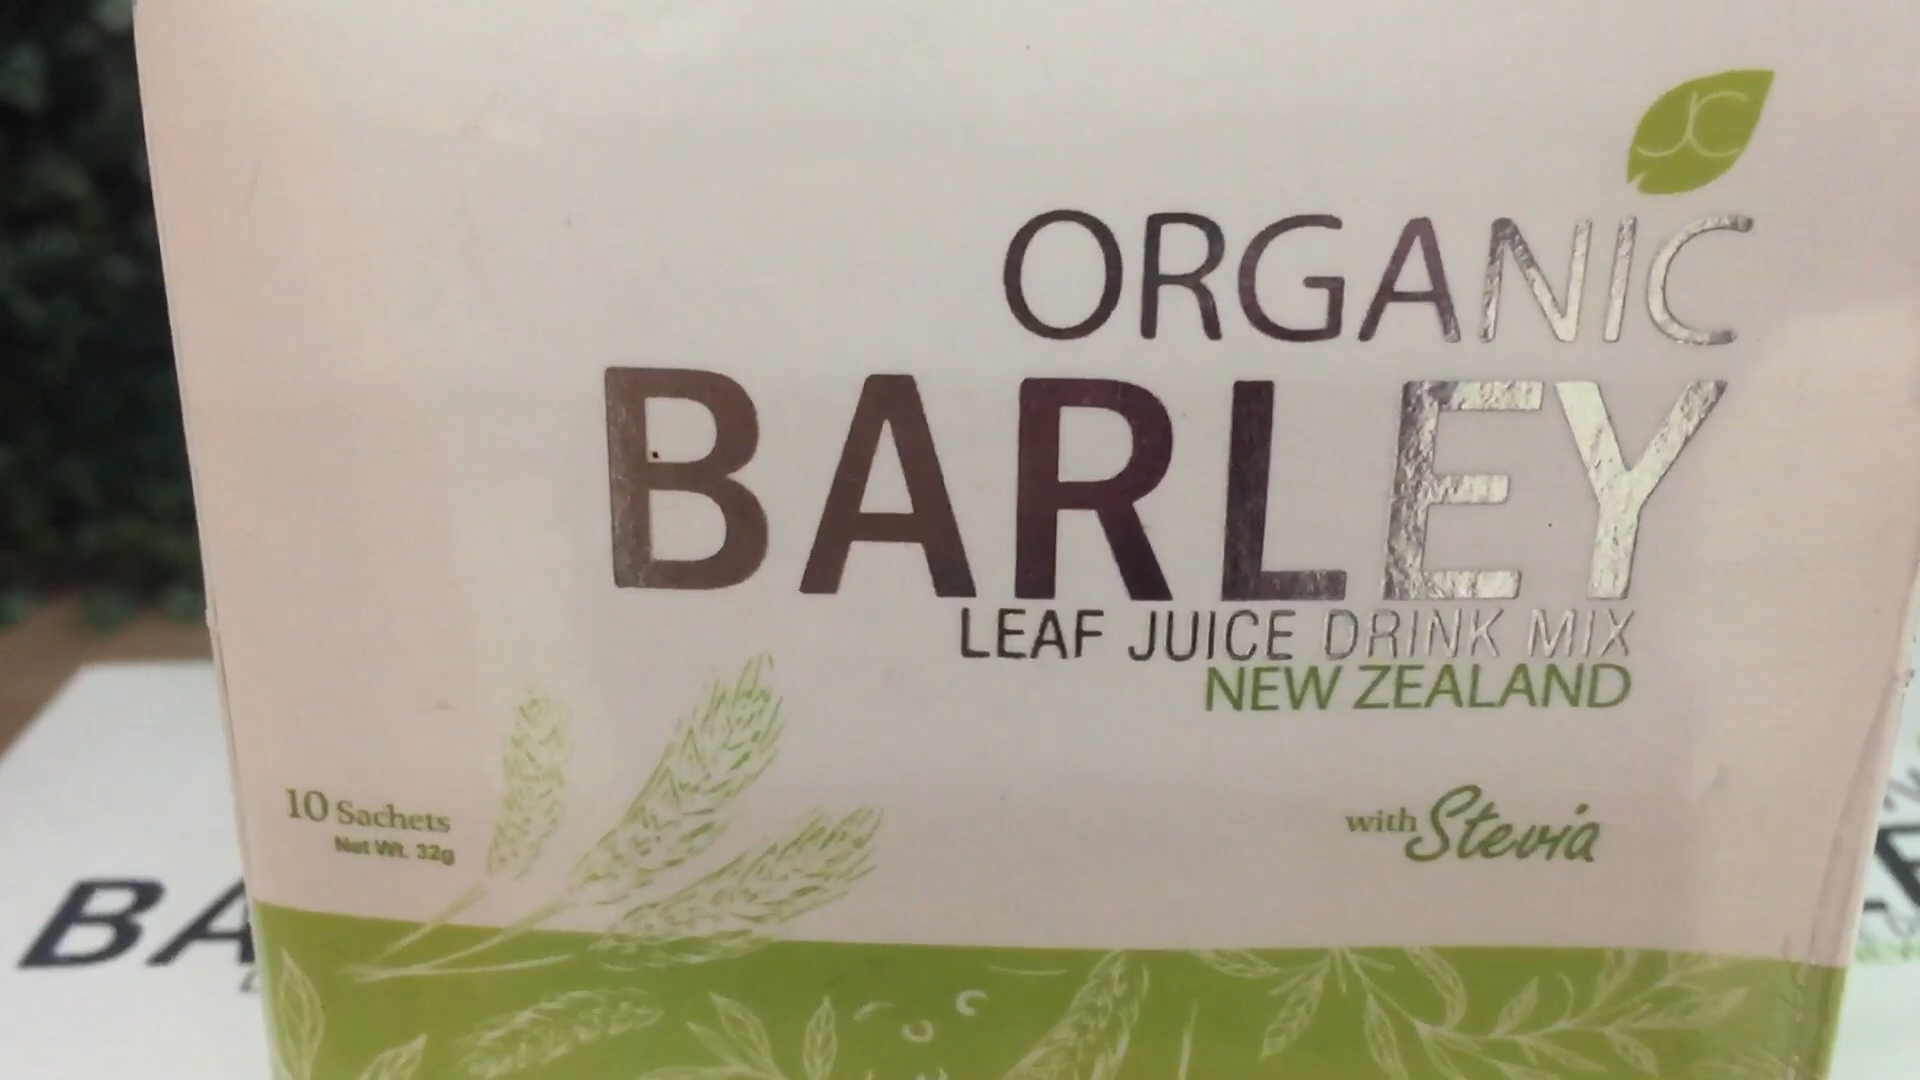 JC
ORGANIC
BARLEY
LEAF JUICE DRINK MIX
NEW ZEALAND
10 Sachets
Net Wt. 32g
with Stevia
BA